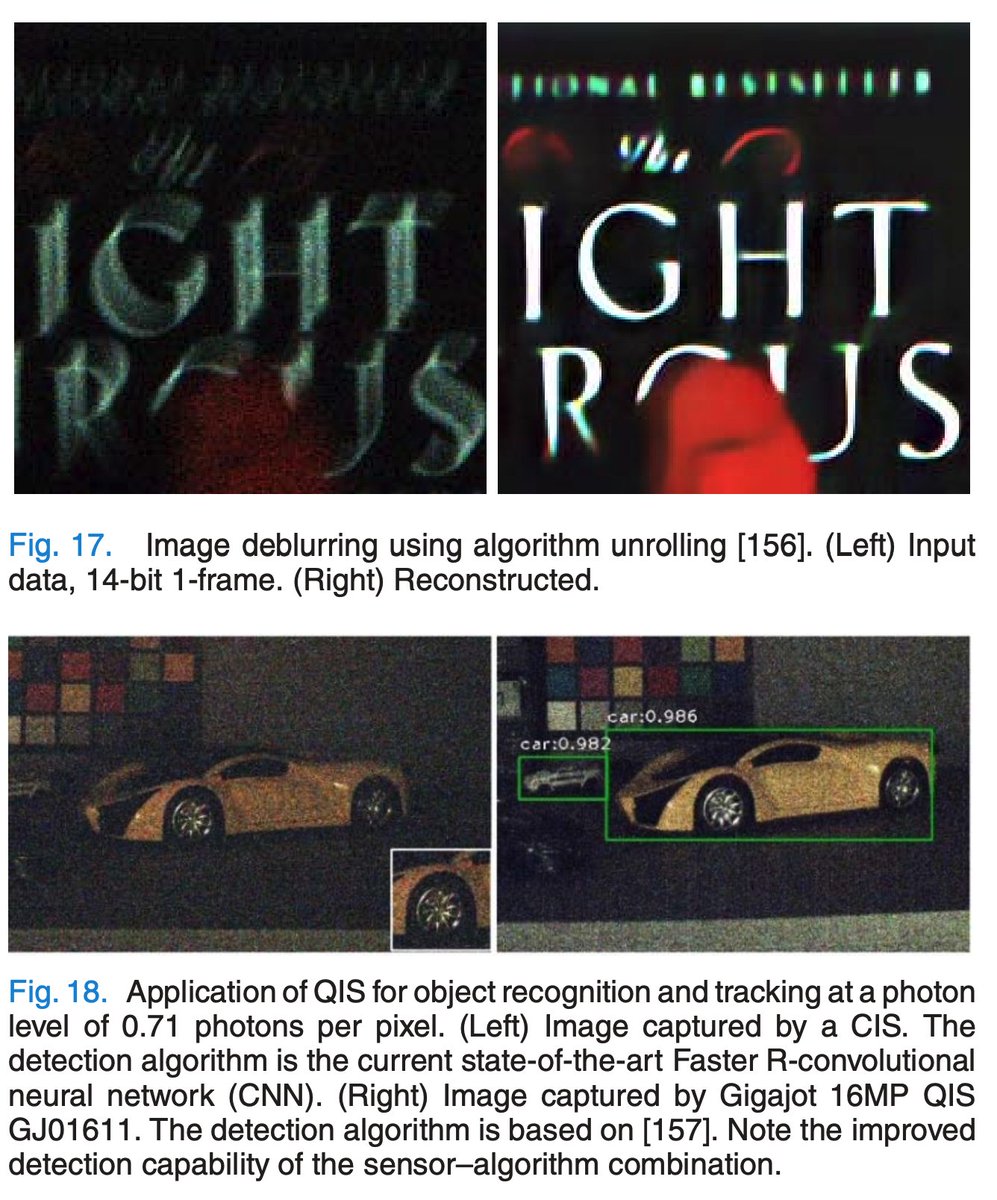 TIONAL BESTSELLER
The
IGHT
ROUS
Fig. 17. Image deblurring using algorithm unrolling [156]. (Left) Input
data, 14-bit 1-frame. (Right) Reconstructed.
car:0.986
car:0.982
Fig. 18. Application of QIS for object recognition and tracking at a photon
level of 0.71 photons per pixel. (Left) Image captured by a CIS. The
detection algorithm is the current state-of-the-art Faster R-convolutional
neural network (CNN). (Right) Image captured by Gigajot 16MP QIS
GJ01611. The detection algorithm is based on [157]. Note the improved
detection capability of the sensor–algorithm combination.